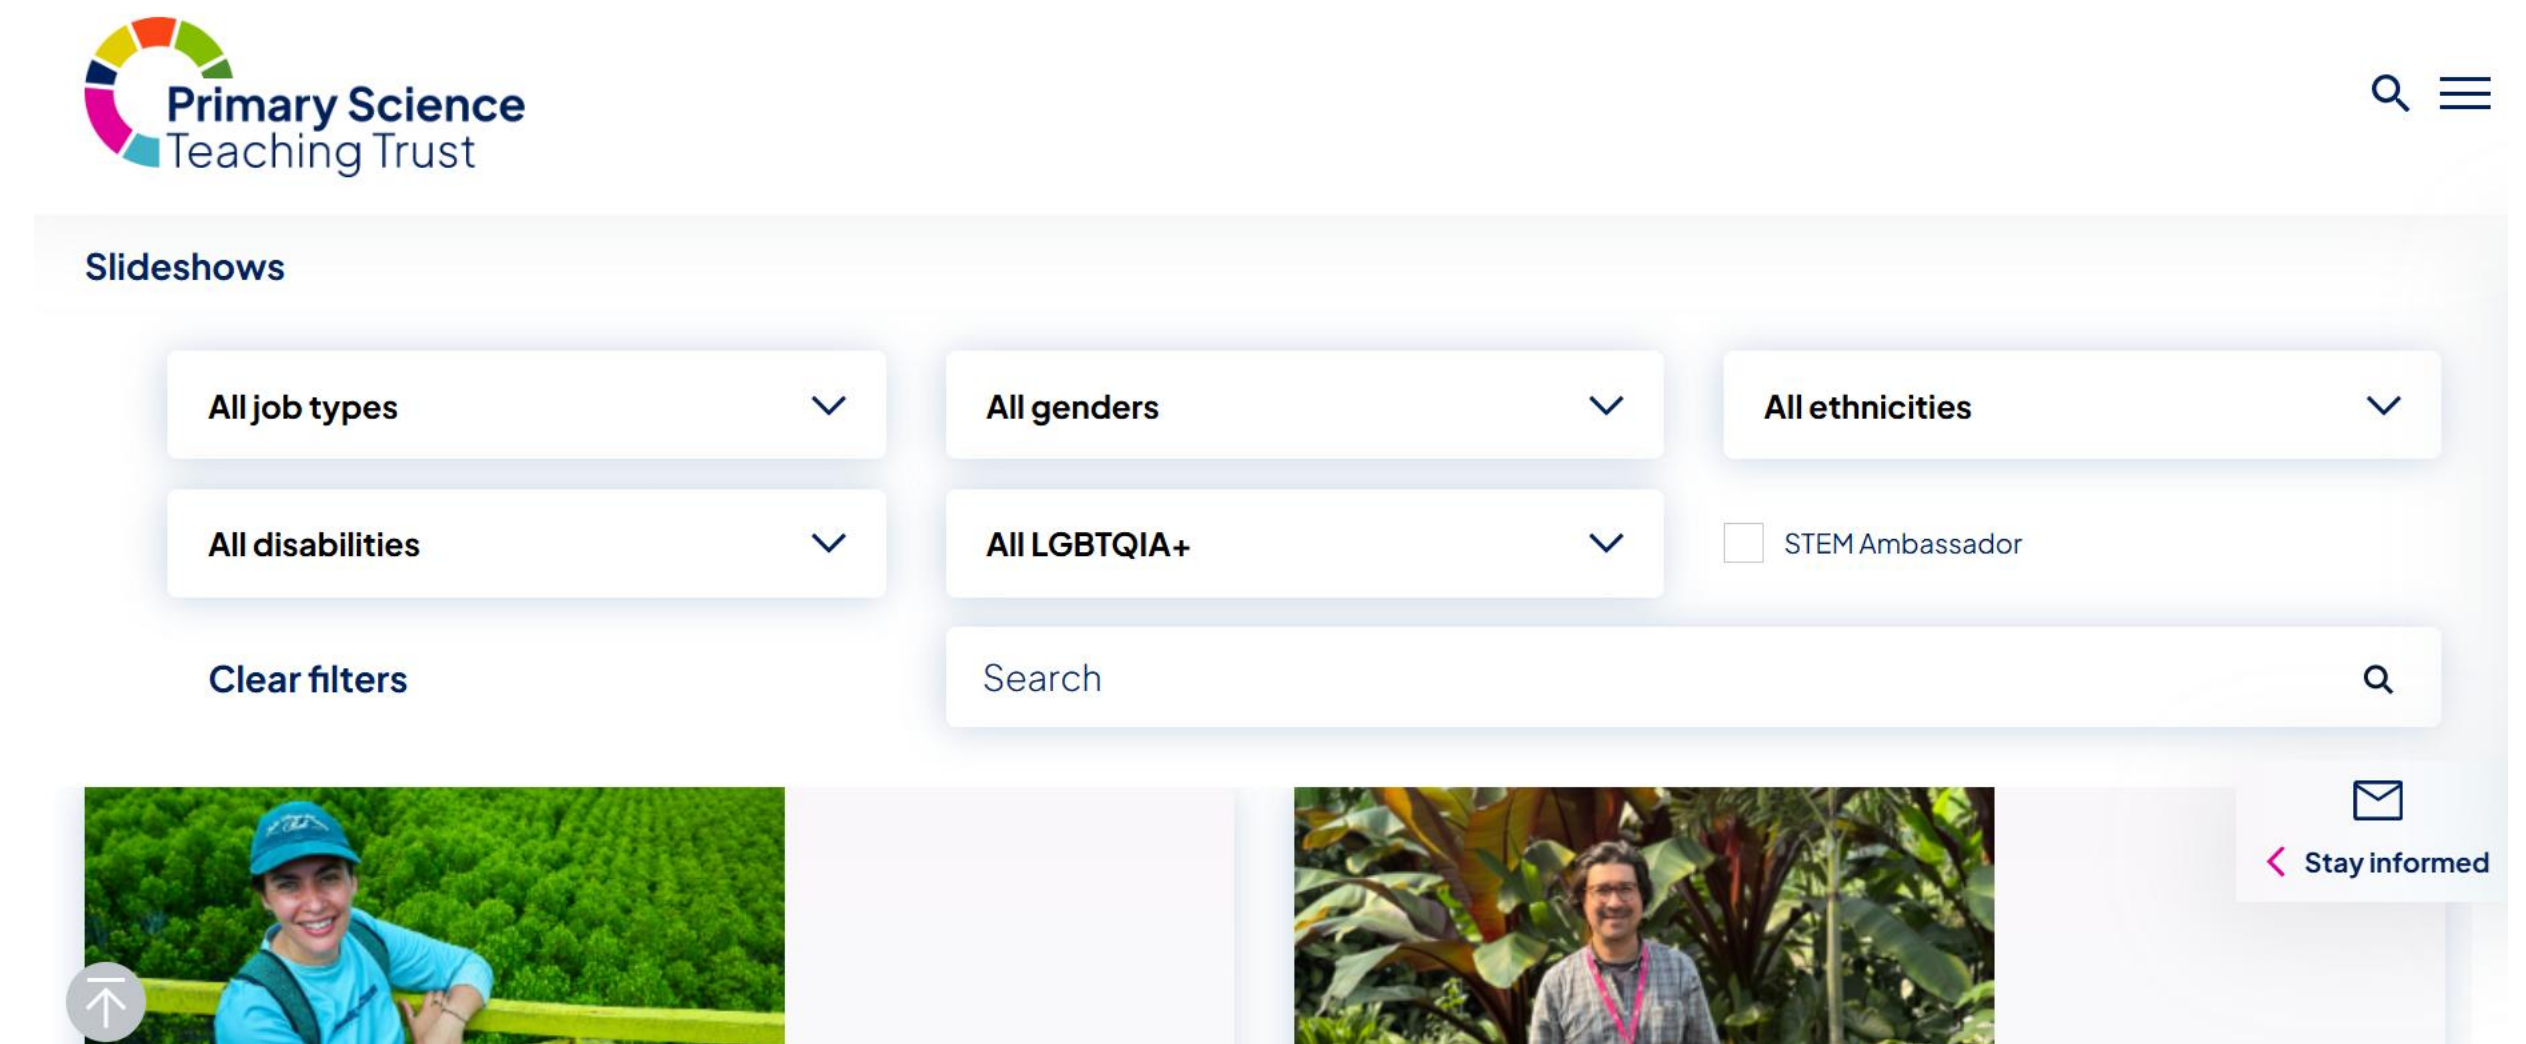 Primary Science
Teaching Trust
Slideshows
All job types
All genders
All ethnicities
All disabilities
All LGBTQIA+
STEM Ambassador
Clear filters
Search
Stay informed